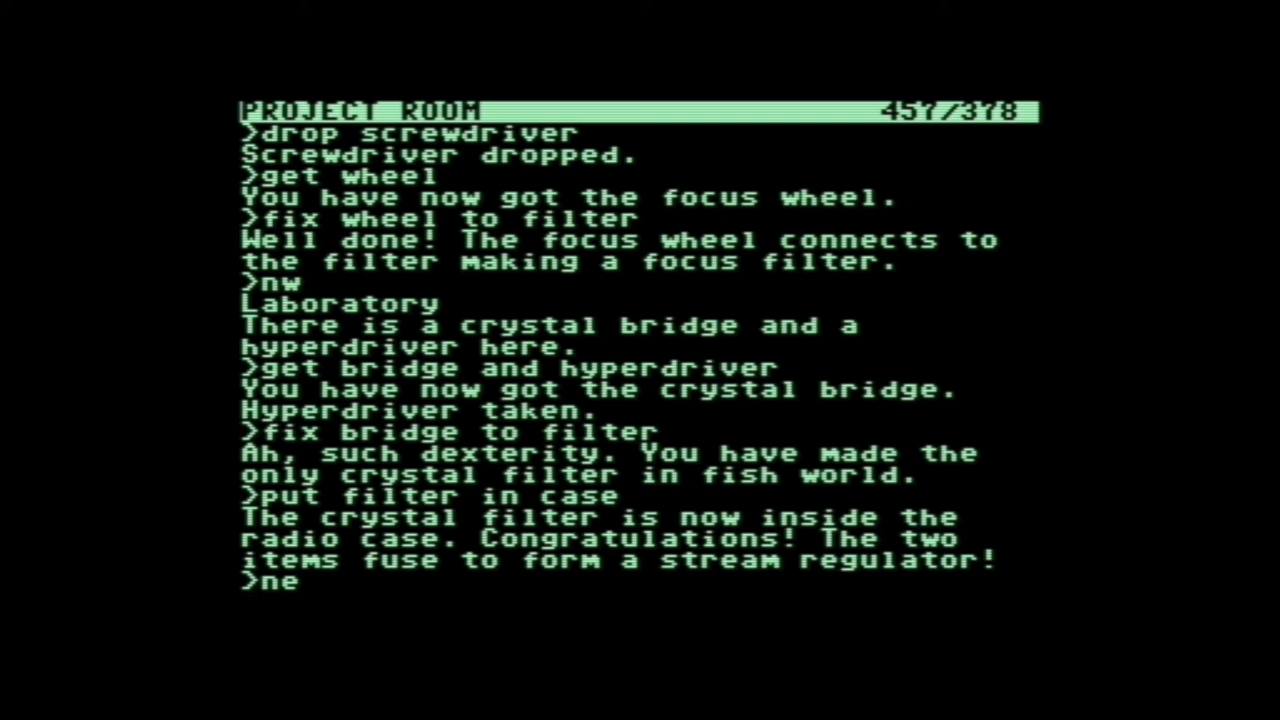 PROJECT ROOM 457/378
>drop screwdriver
Screwdriver dropped.
>get wheel
You have now got the focus wheel.
>fix wheel to filter
Well done! The focus wheel connects to
the filter making a focus filter.
>nw
Laboratory
There is a crystal bridge and a
hyperdriver here.
>get bridge and hyperdriver
You have now got the crystal bridge.
Hyperdriver taken.
>fix bridge to filter
Ah, such dexterity. You have made the
only crystal filter in fish world.
>put filter in case
The crystal filter is now inside the
radio case. Congratulations! The two
items fuse to form a stream regulator!
>ne